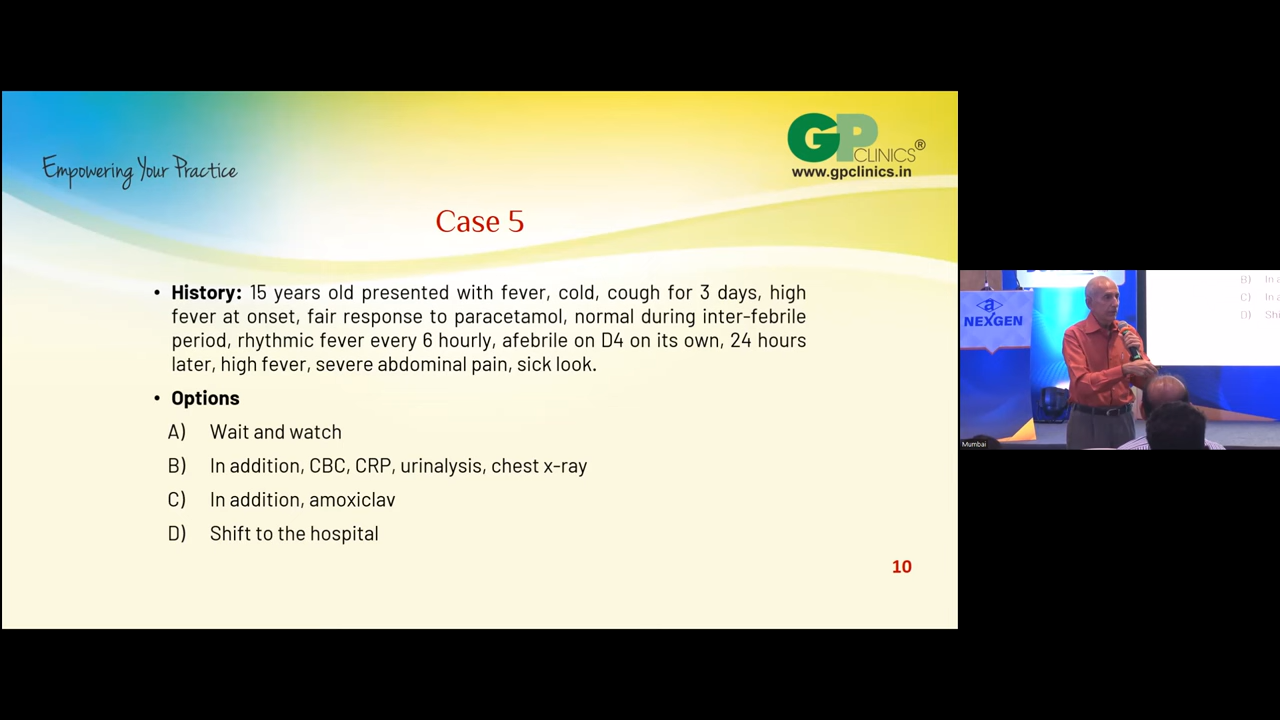 Empowering Your Practice
GP
CLINICS®
www.gpclinics.in
Case 5
• History: 15 years old presented with fever, cold, cough for 3 days, high
fever at onset, fair response to paracetamol, normal during inter-febrile
period, rhythmic fever every 6 hourly, afebrile on D4 on its own, 24 hours
later, high fever, severe abdominal pain, sick look.
• Options
A) Wait and watch
B) In addition, CBC, CRP, urinalysis, chest x-ray
C) In addition, amoxiclav
D) Shift to the hospital
10
a
NEXGEN
B) In a
C) In a
D) Shi
Mumbai